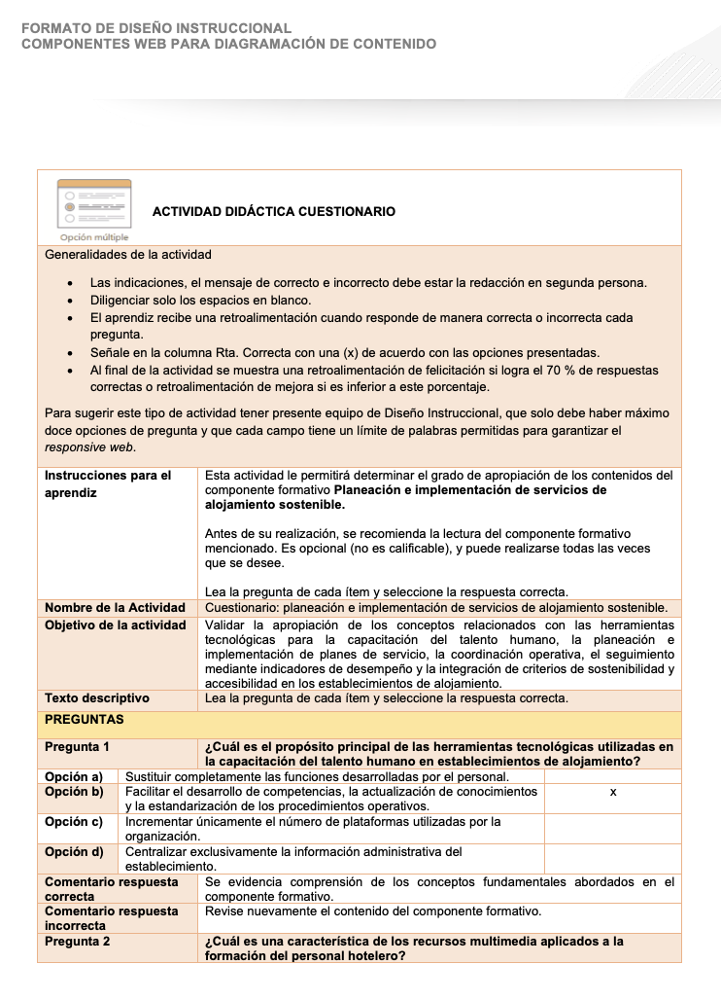 FORMATO DE DISEÑO INSTRUCCIONAL
COMPONENTES WEB PARA DIAGRAMACIÓN DE CONTENIDO
Opción múltiple
ACTIVIDAD DIDÁCTICA CUESTIONARIO
Generalidades de la actividad
• Las indicaciones, el mensaje de correcto e incorrecto debe estar la redacción en segunda persona.
• Diligenciar solo los espacios en blanco.
• El aprendiz recibe una retroalimentación cuando responde de manera correcta o incorrecta cada
pregunta.
• Señale en la columna Rta. Correcta con una (x) de acuerdo con las opciones presentadas.
• Al final de la actividad se muestra una retroalimentación de felicitación si logra el 70 % de respuestas
correctas o retroalimentación de mejora si es inferior a este porcentaje.
Para sugerir este tipo de actividad tener presente equipo de Diseño Instruccional, que solo debe haber máximo
doce opciones de pregunta y que cada campo tiene un límite de palabras permitidas para garantizar el
responsive web.
Instrucciones para el
aprendiz
Esta actividad le permitirá determinar el grado de apropiación de los contenidos del
componente formativo Planeación e implementación de servicios de
alojamiento sostenible.
Antes de su realización, se recomienda la lectura del componente formativo
mencionado. Es opcional (no es calificable), y puede realizarse todas las veces
que se desee.
Lea la pregunta de cada ítem y seleccione la respuesta correcta.
Nombre de la Actividad
Cuestionario: planeación e implementación de servicios de alojamiento sostenible.
Objetivo de la actividad
Validar la apropiación de los conceptos relacionados con las herramientas
tecnológicas para la capacitación del talento humano, la planeación e
implementación de planes de servicio, la coordinación operativa, el seguimiento
mediante indicadores de desempeño y la integración de criterios de sostenibilidad y
accesibilidad en los establecimientos de alojamiento.
Texto descriptivo
Lea la pregunta de cada ítem y seleccione la respuesta correcta.
PREGUNTAS
Pregunta 1
¿Cuál es el propósito principal de las herramientas tecnológicas utilizadas en
la capacitación del talento humano en establecimientos de alojamiento?
Opción a) Sustituir completamente las funciones desarrolladas por el personal.
Opción b) Facilitar el desarrollo de competencias, la actualización de conocimientos x
y la estandarización de los procedimientos operativos.
Opción c) Incrementar únicamente el número de plataformas utilizadas por la
organización.
Opción d) Centralizar exclusivamente la información administrativa del
establecimiento.
Comentario respuesta
correcta
Se evidencia comprensión de los conceptos fundamentales abordados en el
componente formativo.
Comentario respuesta
incorrecta
Revise nuevamente el contenido del componente formativo.
Pregunta 2
¿Cuál es una característica de los recursos multimedia aplicados a la
formación del personal hotelero?